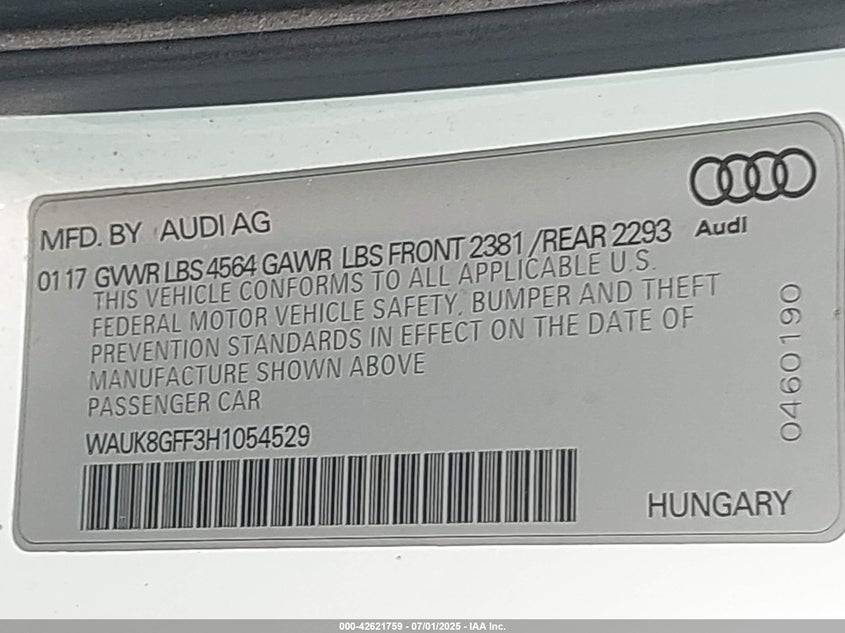 MFD. BY AUDI AG
Audi
0117 GVWR LBS 4564 GAWR LBS FRONT 2381 /REAR 2293
THIS VEHICLE CONFORMS TO ALL APPLICABLE U.S.
FEDERAL MOTOR VEHICLE SAFETY, BUMPER AND THEFT
PREVENTION STANDARDS IN EFFECT ON THE DATE OF
MANUFACTURE SHOWN ABOVE
PASSENGER CAR
WAUK8GFF3H1054529
0460190
HUNGARY
000-42621759 - 07/01/2025 - IAA Inc.